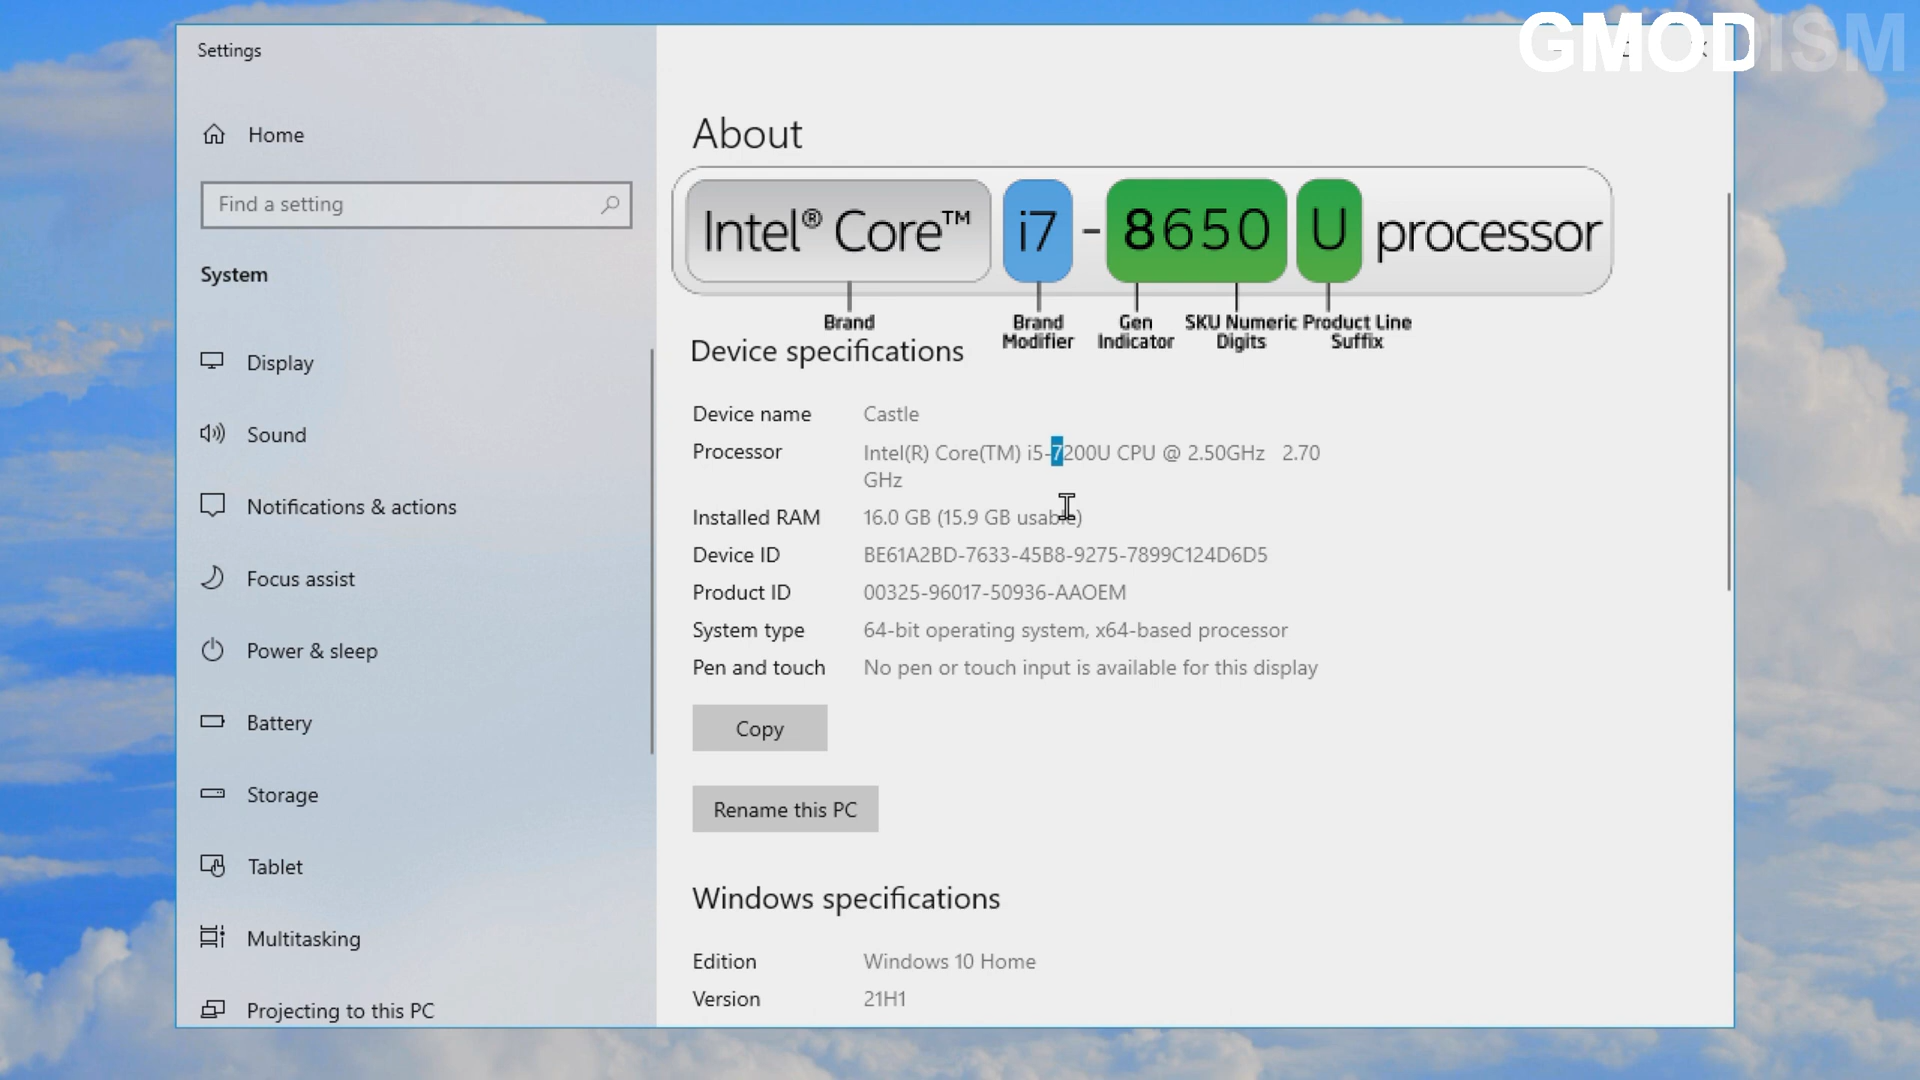 GMODISM
Settings
Home
Find a setting
System
Display
Sound
Notifications & actions
Focus assist
Power & sleep
Battery
Storage
Tablet
Multitasking
Projecting to this PC
About
Intel® Core™ i7 - 8650 U processor
Brand
Brand Modifier
Gen Indicator
SKU Numeric Digits
Product Line Suffix
Device specifications
Device name Castle
Processor Intel(R) Core(TM) i5-7200U CPU @ 2.50GHz 2.70
GHz
Installed RAM 16.0 GB (15.9 GB usable)
Device ID BE61A2BD-7633-45B8-9275-7899C124D6D5
Product ID 00325-96017-50936-AAOEM
System type 64-bit operating system, x64-based processor
Pen and touch No pen or touch input is available for this display
Copy
Rename this PC
Windows specifications
Edition Windows 10 Home
Version 21H1